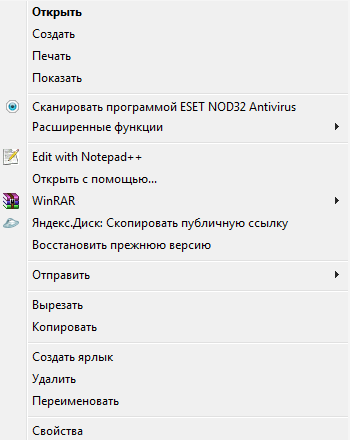 Открыть
Создать
Печать
Показать
Сканировать программой ESET NOD32 Antivirus
Расширенные функции
Edit with Notepad++
Открыть с помощью...
WinRAR
Яндекс.Диск: Скопировать публичную ссылку
Восстановить прежнюю версию
Отправить
Вырезать
Копировать
Создать ярлык
Удалить
Переименовать
Свойства